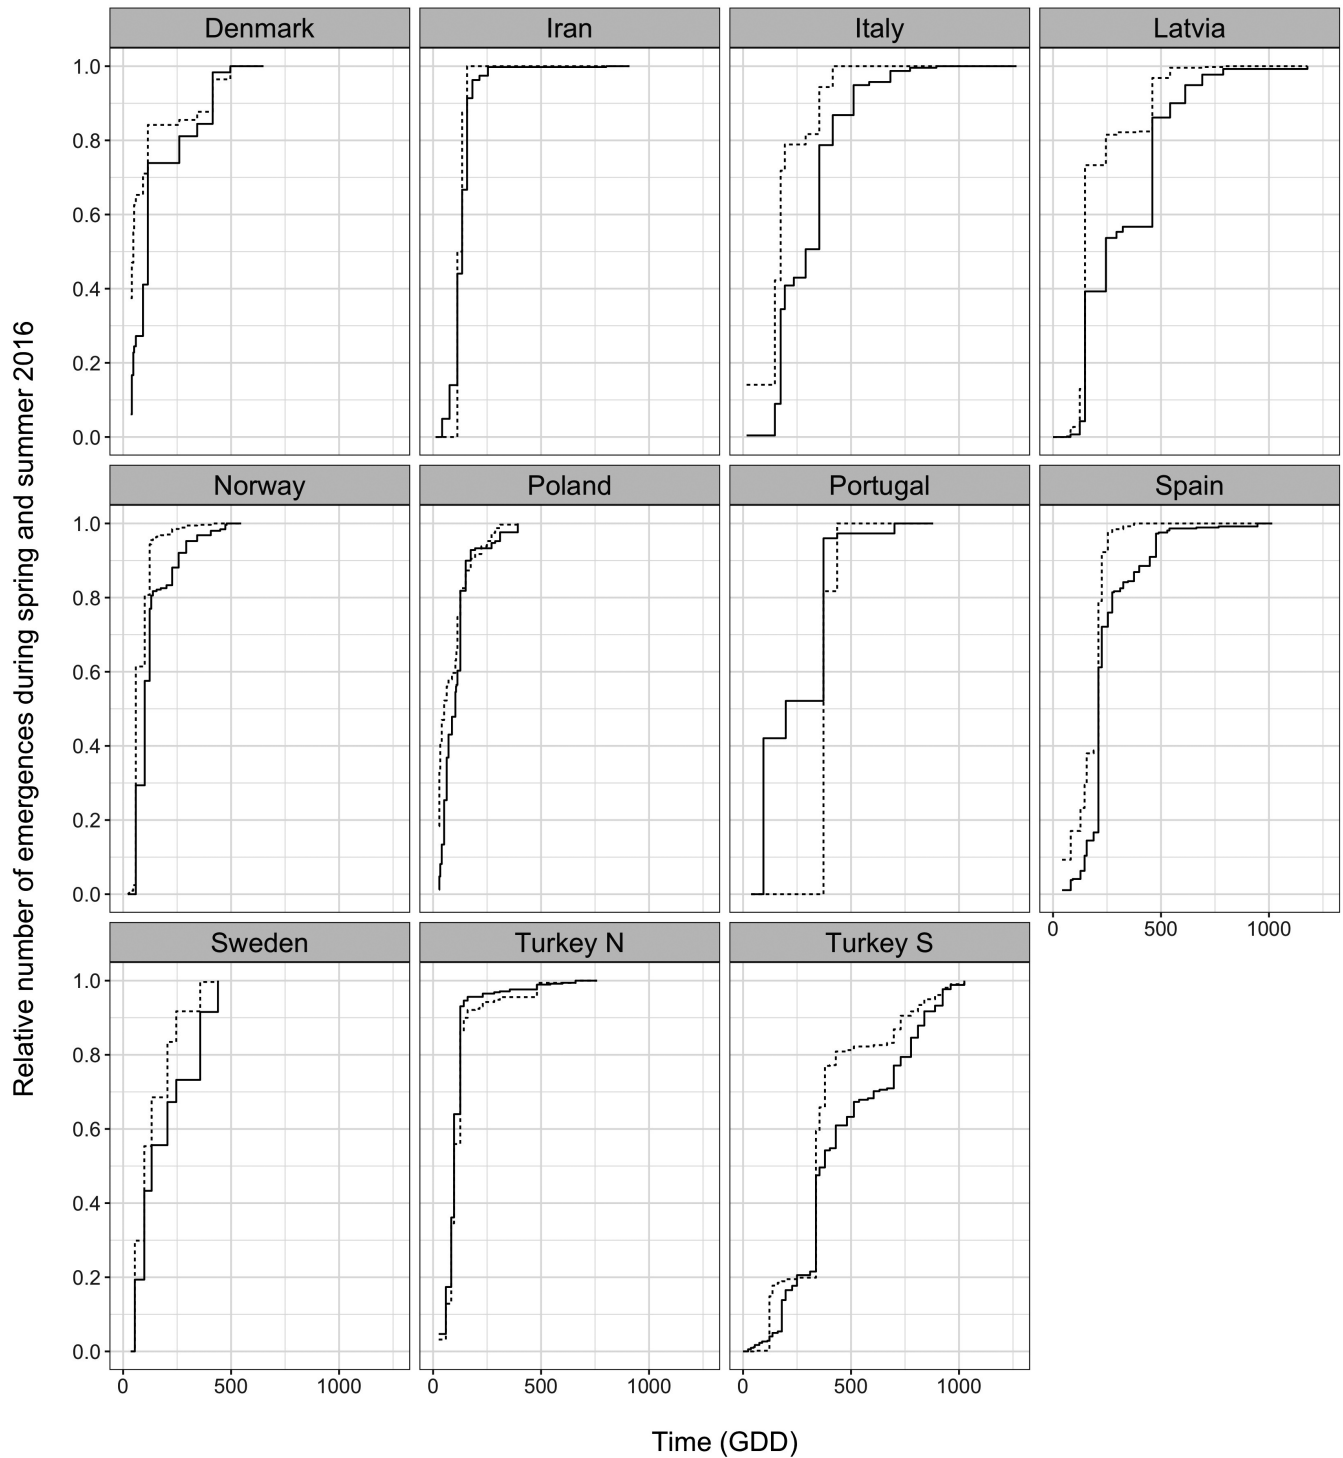 Denmark Iran Italy Latvia
1.0
0.8
0.6
0.4
0.2
0.0
Norway Poland Portugal Spain
1.0
0.8
0.6
0.4
0.2
0.0
0 500 1000
Sweden Turkey N Turkey S
1.0
0.8
0.6
0.4
0.2
0.0
0 500 1000 0 500 1000 0 500 1000
Time (GDD)
Relative number of emergences during spring and summer 2016